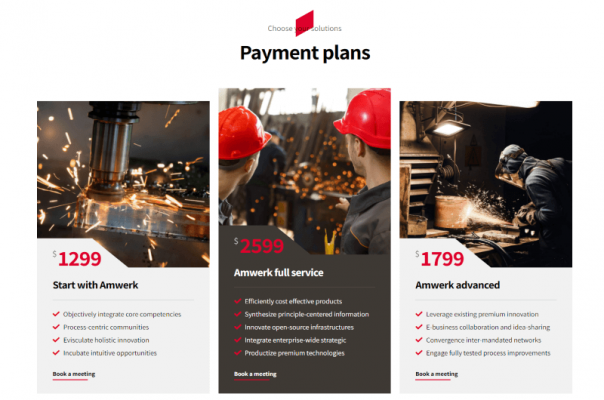 Choose your solutions
Payment plans
$ 1299
Start with Amwerk
Objectively integrate core competencies
Process-centric communities
Evisculate holistic innovation
Incubate intuitive opportunities
Book a meeting
$ 2599
Amwerk full service
Efficiently cost effective products
Synthesize principle-centered information
Innovate open-source infrastructures
Integrate enterprise-wide strategic
Productize premium technologies
Book a meeting
$ 1799
Amwerk advanced
Leverage existing premium innovation
E-business collaboration and idea-sharing
Convergence inter-mandated networks
Engage fully tested process improvements
Book a meeting